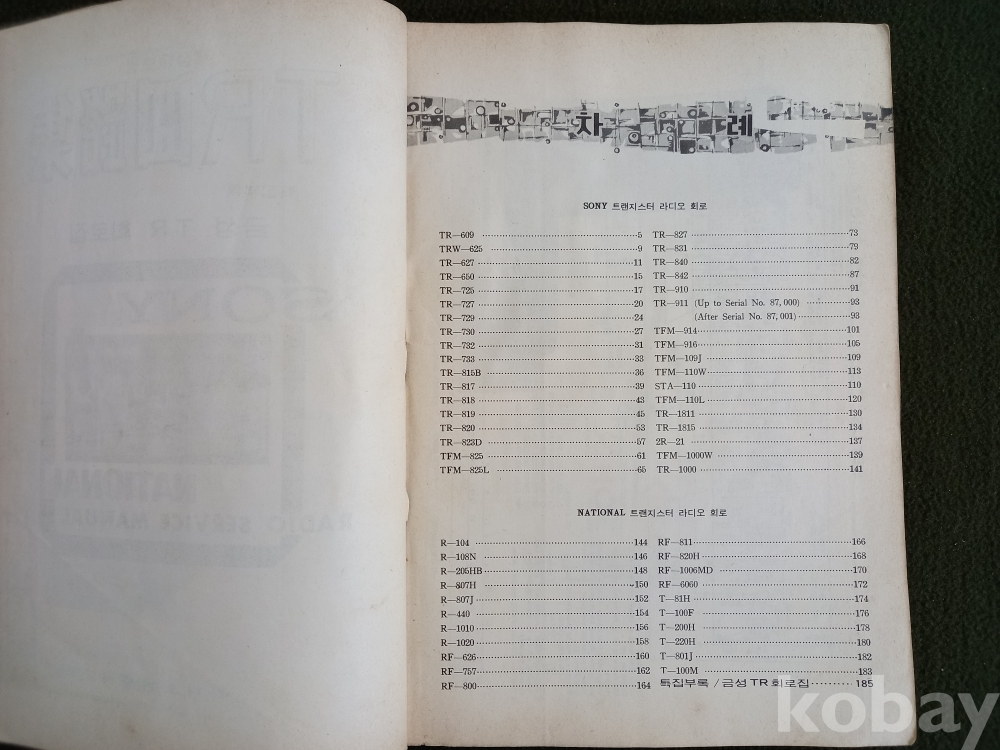 차 례
SONY 트랜지스터 라디오 회로
TR—609 5
TRW—625 9
TR—627 11
TR—650 15
TR—725 17
TR—727 20
TR—729 24
TR—730 27
TR—732 31
TR—733 33
TR—815B 36
TR—817 39
TR—818 43
TR—819 45
TR—820 53
TR—823D 57
TFM—825 61
TFM—825L 65
TR—827 73
TR—831 79
TR—840 82
TR—842 87
TR—910 91
TR—911 (Up to Serial No. 87,000) 93
(After Serial No. 87,001) 93
TFM—914 101
TFM—916 105
TFM—109J 109
TFM—110W 113
STA—110 110
TFM—110L 120
TR—1811 130
TR—1815 134
2R—21 137
TFM—1000W 139
TR—1000 141
NATIONAL 트랜지스터 라디오 회로
R—104 144
R—108N 146
R—205HB 148
R—807H 150
R—807J 152
R—440 154
R—1010 156
R—1020 158
RF—626 160
RF—757 162
RF—800 164
RF—811 166
RF—820H 168
RF—1006MD 170
RF—6060 172
T—81H 174
T—100F 176
T—200H 178
T—220H 180
T—801J 182
T—100M 183
특집부록 / 금성 TR 회로집 185
kobay